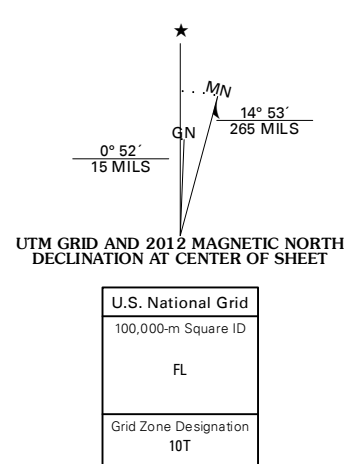 ★
MN
14° 53´
265 MILS
GN
0° 52´
15 MILS
UTM GRID AND 2012 MAGNETIC NORTH
DECLINATION AT CENTER OF SHEET
U.S. National Grid
100,000-m Square ID
FL
Grid Zone Designation
10T